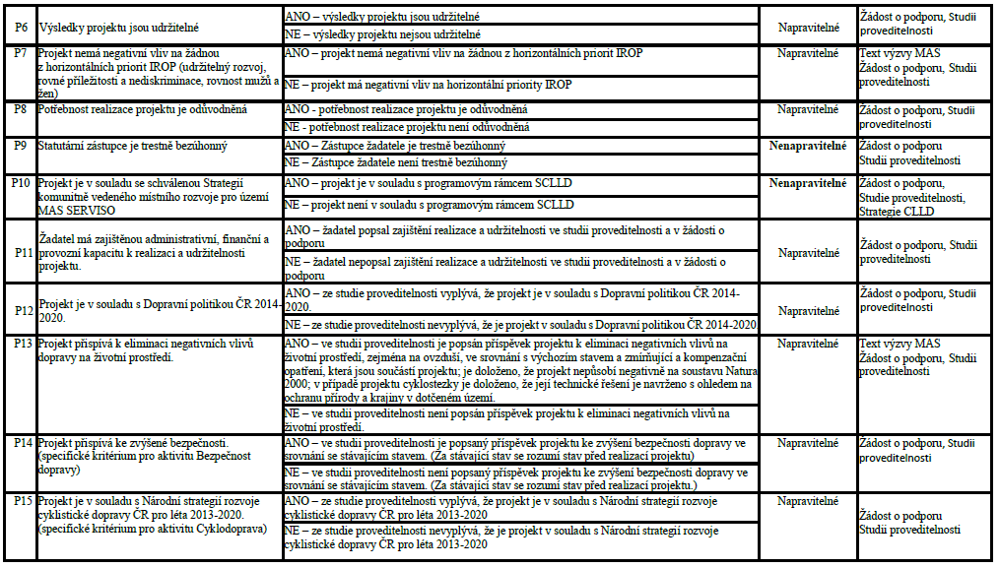 P6
Výsledky projektu jsou udržitelné
ANO – výsledky projektu jsou udržitelné
NE – výsledky projektu nejsou udržitelné
Napravitelné
Žádost o podporu, Studii
proveditelnosti
P7
Projekt nemá negativní vliv na žádnou
z horizontálních priorit IROP (udržitelný rozvoj,
rovné příležitosti a nediskriminace, rovnost mužů a
žen)
ANO – projekt nemá negativní vliv na žádnou z horizontálních priorit IROP
NE – projekt má negativní vliv na horizontální priority IROP
Napravitelné
Text výzvy MAS
Žádost o podporu, Studii
proveditelnosti
P8
Potřebnost realizace projektu je odůvodněná
ANO - potřebnost realizace projektu je odůvodněná
NE - potřebnost realizace projektu není odůvodněná
Napravitelné
Žádost o podporu, Studii
proveditelnosti
P9
Statutární zástupce je trestně bezúhonný
ANO – Zástupce žadatele je trestně bezúhonný
NE – Zástupce žadatele není trestně bezúhonný
Nenapravitelné
Žádost o podporu
Studii proveditelnosti
P10
Projekt je v souladu se schválenou Strategií
komunitně vedeného místního rozvoje pro území
MAS SERVISO
ANO – projekt je v souladu s programovým rámcem SCLLD
NE – projekt není v souladu s programovým rámcem SCLLD
Nenapravitelné
Žádost o podporu,
Studie proveditelnosti,
Strategie CLLD
P11
Žadatel má zajištěnou administrativní, finanční a
provozní kapacitu k realizaci a udržitelnosti
projektu.
ANO – žadatel popsal zajištění realizace a udržitelnosti ve studii proveditelnosti a v žádosti o
podporu
NE – žadatel nepopsal zajištění realizace a udržitelnosti ve studii proveditelnosti a v žádosti o
podporu
Napravitelné
Žádost o podporu, Studii
proveditelnosti
P12
Projekt je v souladu s Dopravní politikou ČR 2014-
2020.
ANO – ze studie proveditelnosti vyplývá, že projekt je v souladu s Dopravní politikou ČR 2014-
2020.
NE – ze studie proveditelnosti nevyplývá, že je projekt v souladu s Dopravní politikou ČR 2014-2020
Napravitelné
Žádost o podporu, Studii
proveditelnosti
P13
Projekt přispívá k eliminaci negativních vlivů
dopravy na životní prostředí.
ANO – ve studii proveditelnosti je popsán příspěvek projektu k eliminaci negativních vlivů na
životní prostředí, zejména na ovzduší, ve srovnání s výchozím stavem a zmírňující a kompenzační
opatření, která jsou součástí projektu; je doloženo, že projekt nepůsobí negativně na soustavu Natura
2000; v případě projektu cyklostezky je doloženo, že její technické řešení je navrženo s ohledem na
ochranu přírody a krajiny v dotčeném území.
NE – ve studii proveditelnosti není popsán příspěvek projektu k eliminaci negativních vlivů na
životní prostředí.
Napravitelné
Text výzvy MAS
Žádost o podporu, Studii
proveditelnosti
P14
Projekt přispívá ke zvýšené bezpečnosti.
(specifické kritérium pro aktivitu Bezpečnost
dopravy)
ANO – ve studii proveditelnosti je popsaný příspěvek projektu ke zvýšení bezpečnosti dopravy ve
srovnání se stávajícím stavem. (Za stávající stav se rozumí stav před realizací projektu)
NE – ve studii proveditelnosti není popsaný příspěvek projektu ke zvýšení bezpečnosti dopravy ve
srovnání se stávajícím stavem. (Za stávající stav se rozumí stav před realizací projektu.)
Napravitelné
Žádost o podporu, Studii
proveditelnosti
P15
Projekt je v souladu s Národní strategií rozvoje
cyklistické dopravy ČR pro léta 2013-2020.
(specifické kritérium pro aktivitu Cyklodoprava)
ANO – ze studie proveditelnosti vyplývá, že projekt je v souladu s Národní strategií rozvoje
cyklistické dopravy ČR pro léta 2013-2020
NE – ze studie proveditelnosti nevyplývá, že je projekt v souladu s Národní strategií rozvoje
cyklistické dopravy ČR pro léta 2013-2020
Napravitelné
Žádost o podporu
Studii proveditelnosti